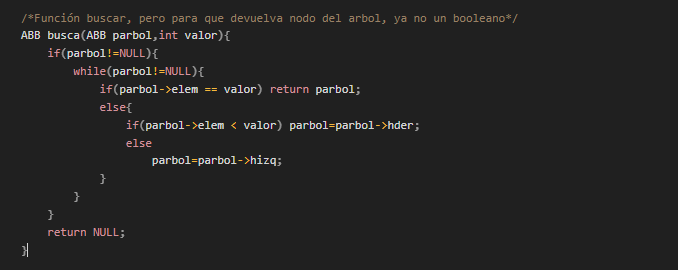 /*Función buscar, pero para que devuelva nodo del arbol, ya no un booleano*/
ABB busca(ABB parbol,int valor){
    if(parbol!=NULL){
        while(parbol!=NULL){
            if(parbol->elem == valor) return parbol;
            else{
                if(parbol->elem < valor) parbol=parbol->hder;
                else
                    parbol=parbol->hizq;
            }
        }
    }
    return NULL;
}